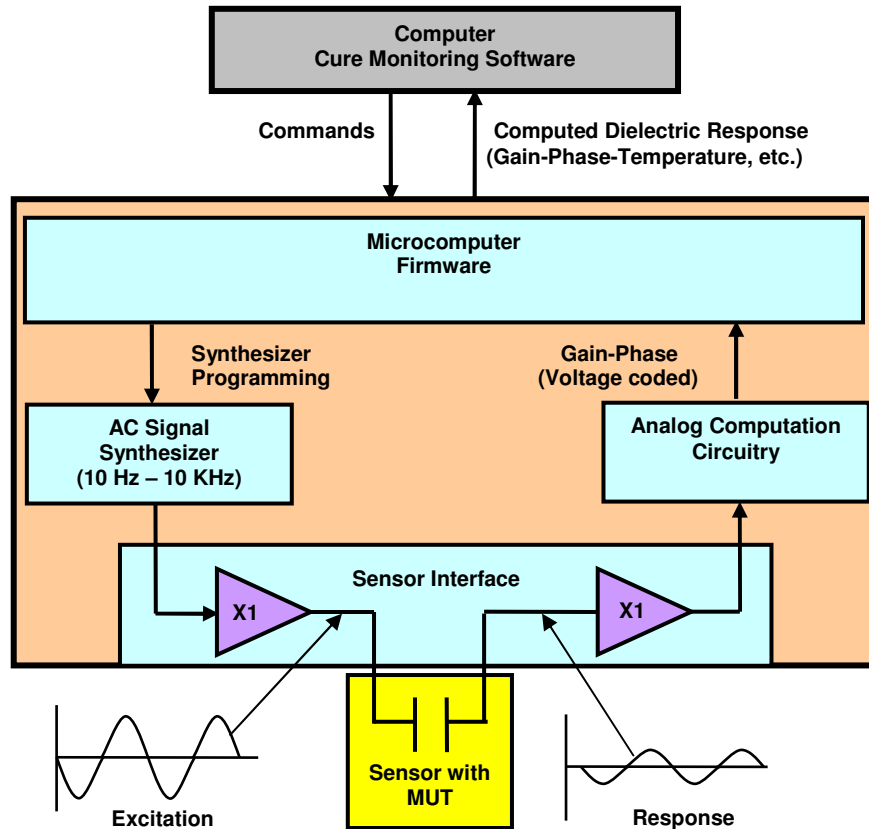 Computer
Cure Monitoring Software
Commands
Computed Dielectric Response
(Gain-Phase-Temperature, etc.)
Microcomputer
Firmware
Synthesizer
Programming
Gain-Phase
(Voltage coded)
AC Signal
Synthesizer
(10 Hz – 10 KHz)
Analog Computation
Circuitry
Sensor Interface
X1
X1
Sensor with
MUT
Excitation
Response